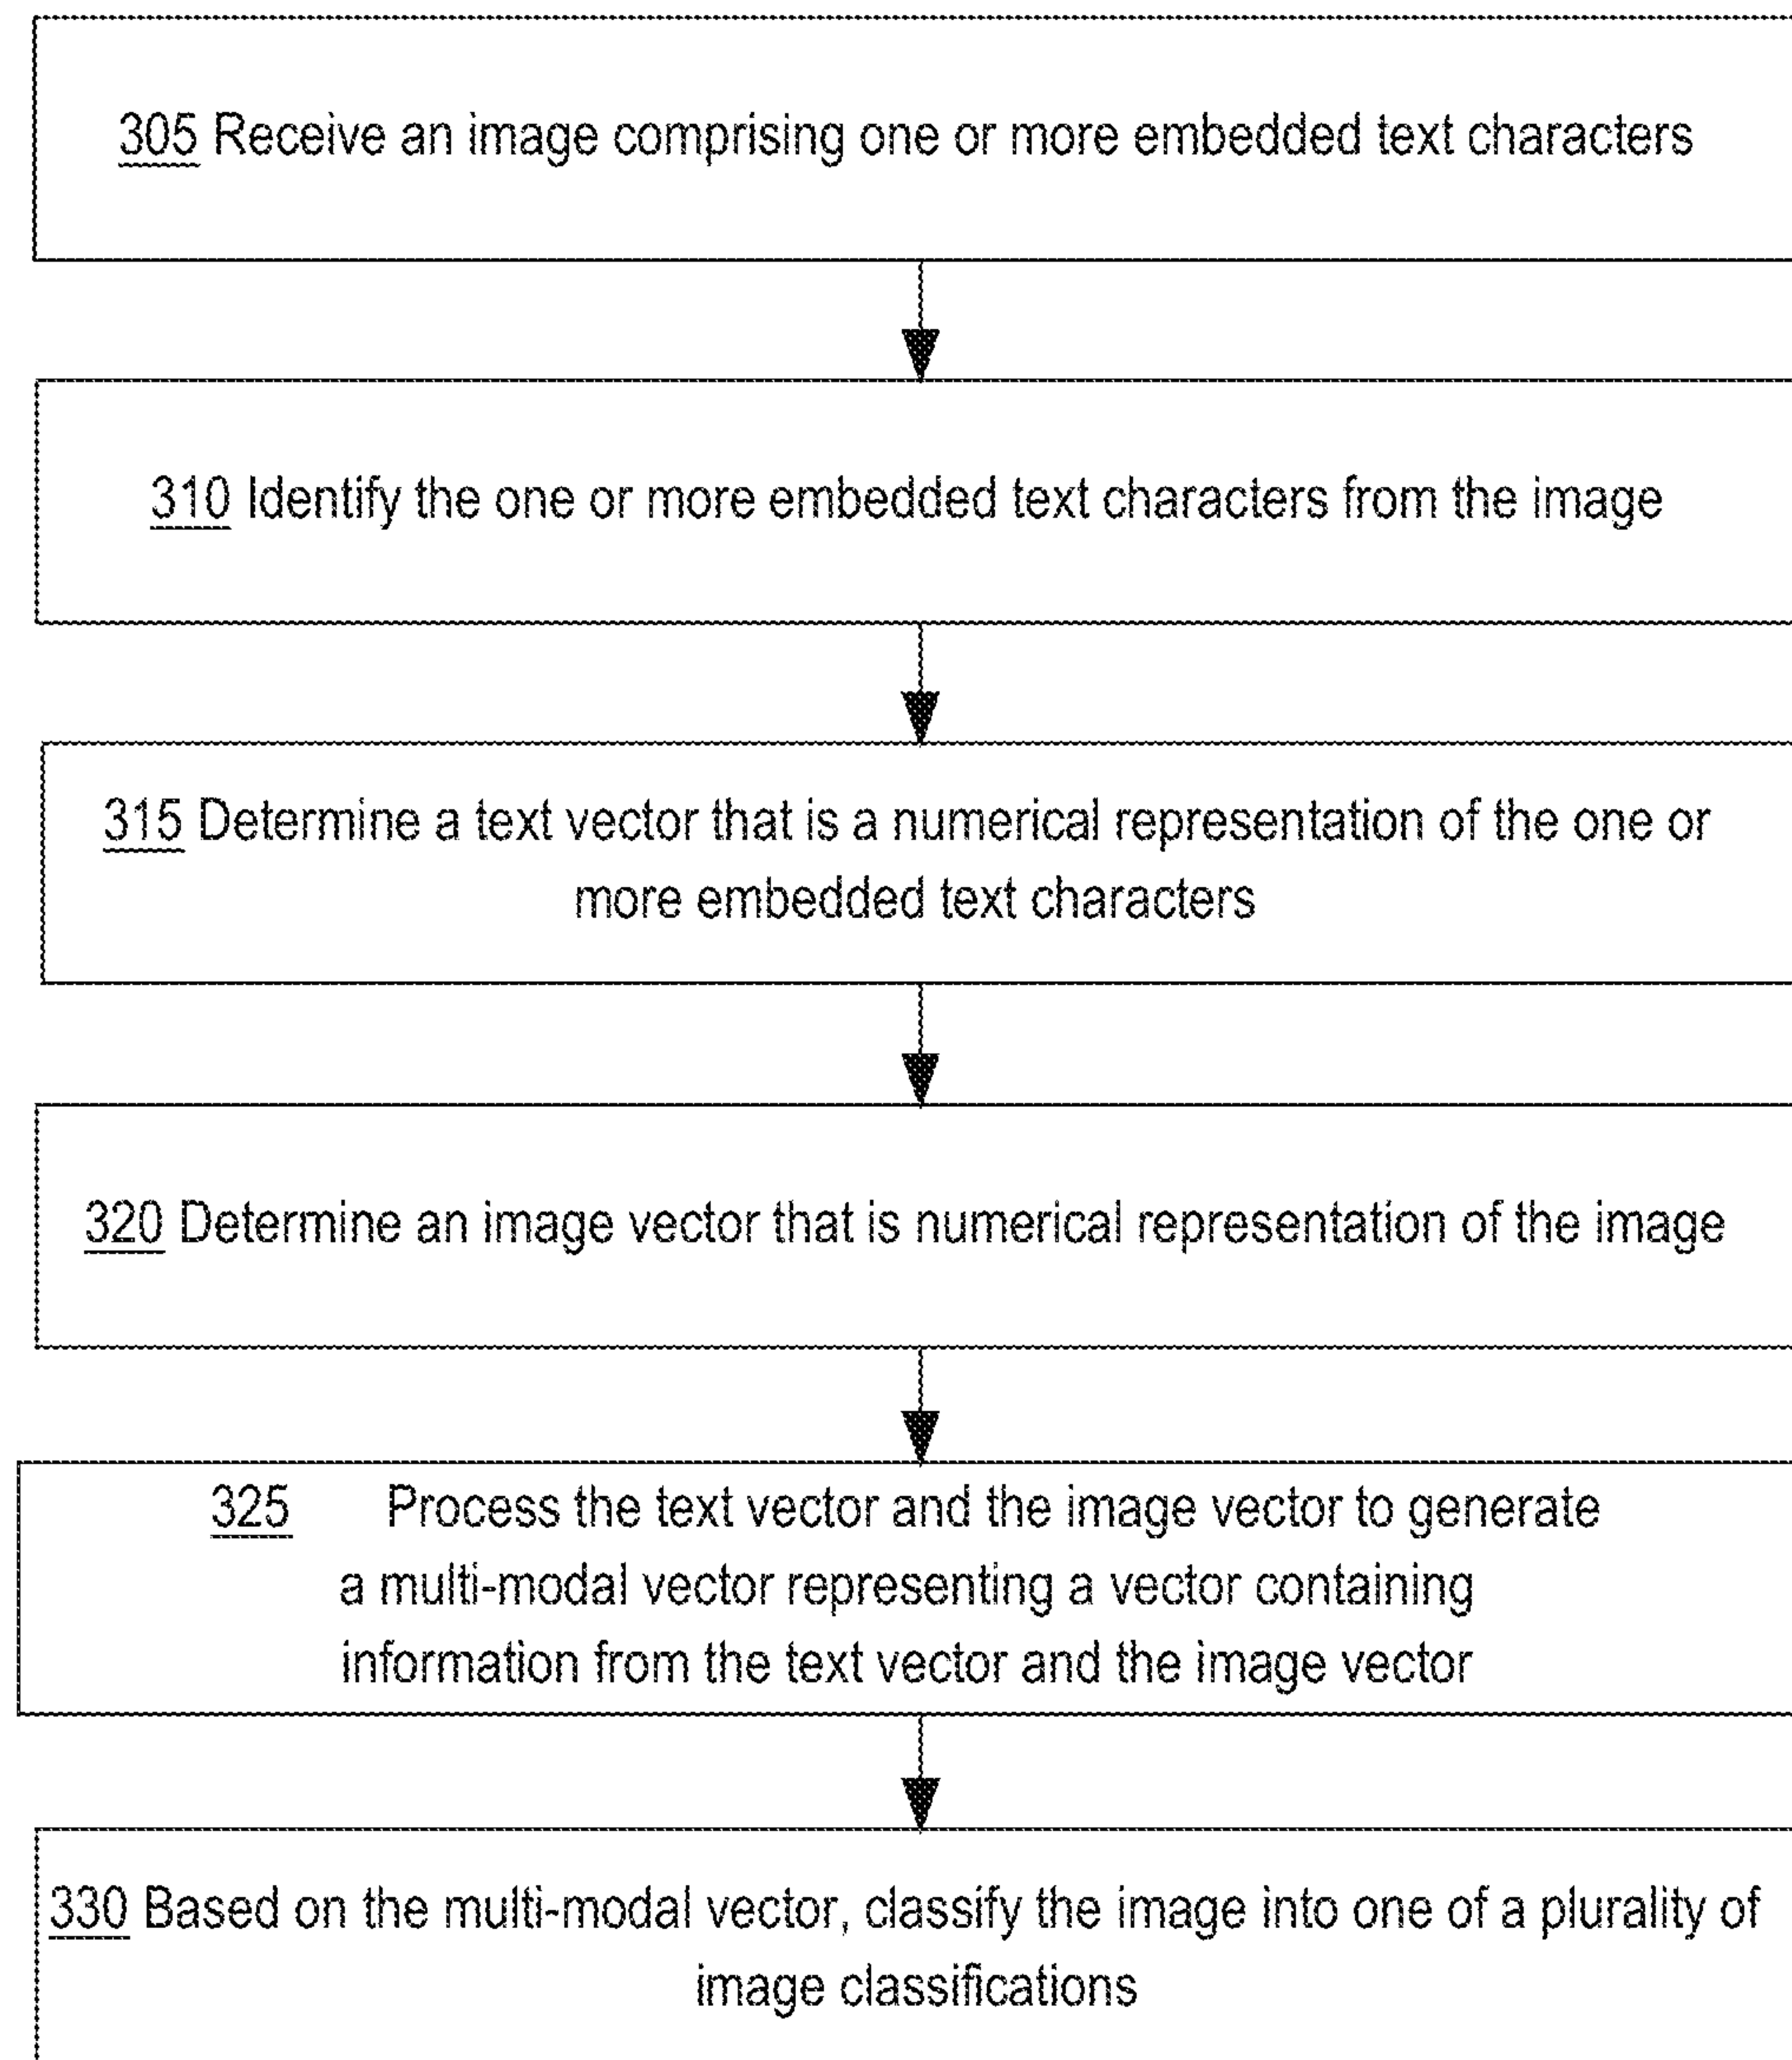 305 Receive an image comprising one or more embedded text characters
310 Identify the one or more embedded text characters from the image
315 Determine a text vector that is a numerical representation of the one or
more embedded text characters
320 Determine an image vector that is numerical representation of the image
325 Process the text vector and the image vector to generate
a multi-modal vector representing a vector containing
information from the text vector and the image vector
330 Based on the multi-modal vector, classify the image into one of a plurality of
image classifications